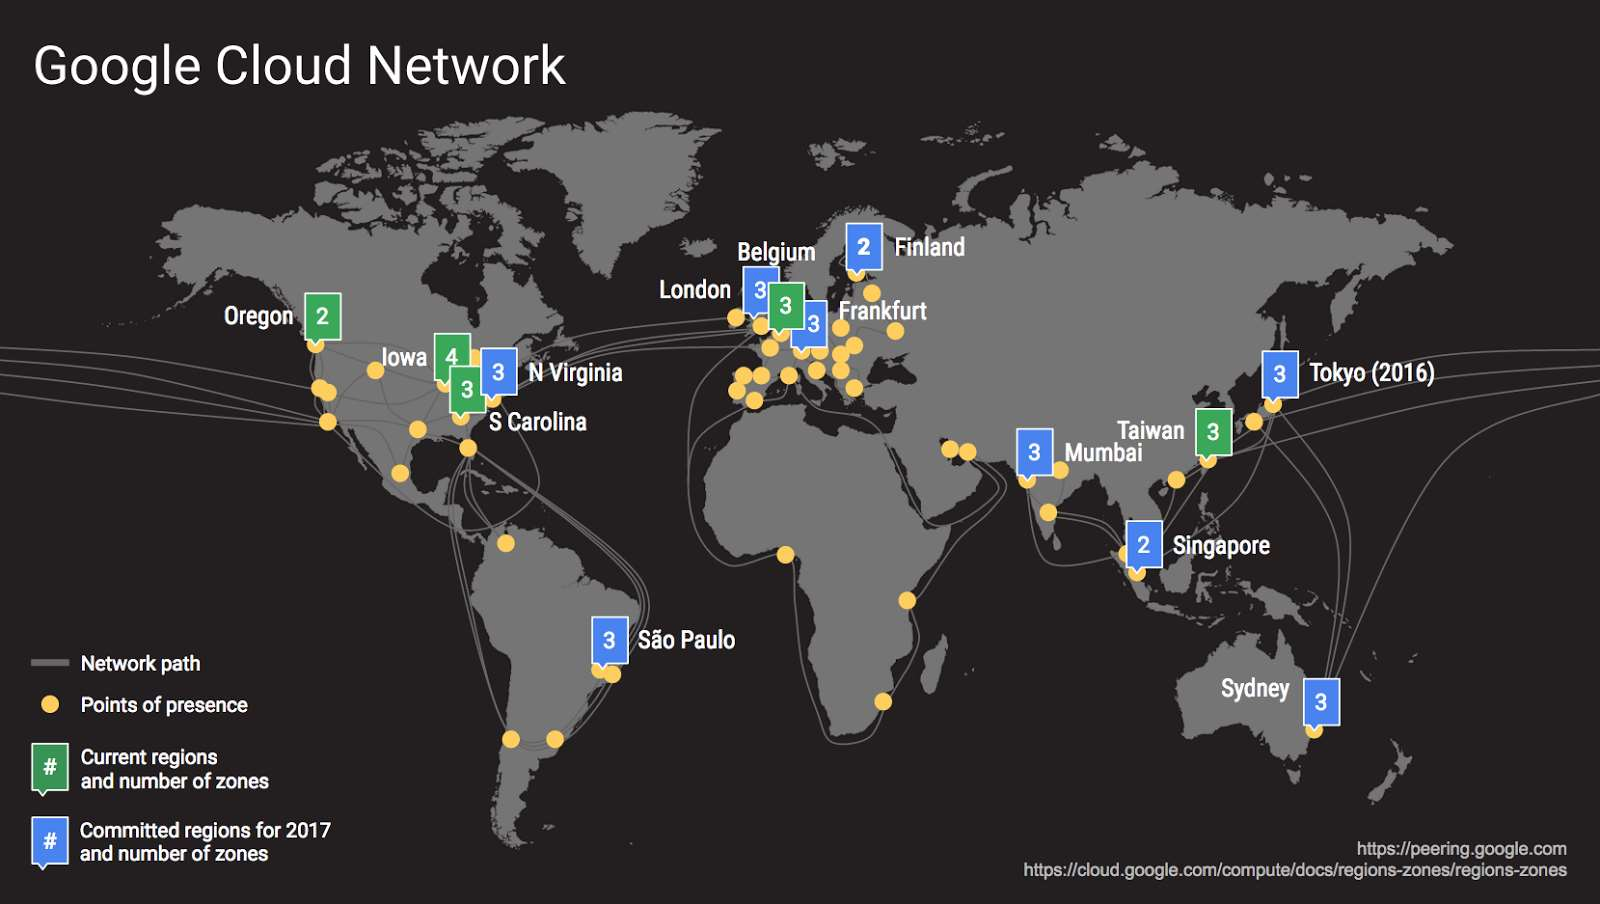 Google Cloud Network
2
Finland
Belgium
London
3
3
3
Frankfurt
Oregon
2
Iowa
4
3
3
N Virginia
S Carolina
3
Tokyo (2016)
Taiwan
3
3
Mumbai
2
Singapore
3
São Paulo
Sydney
3
Network path
Points of presence
#
Current regions
and number of zones
#
Committed regions for 2017
and number of zones
https://peering.google.com
https://cloud.google.com/compute/docs/regions-zones/regions-zones